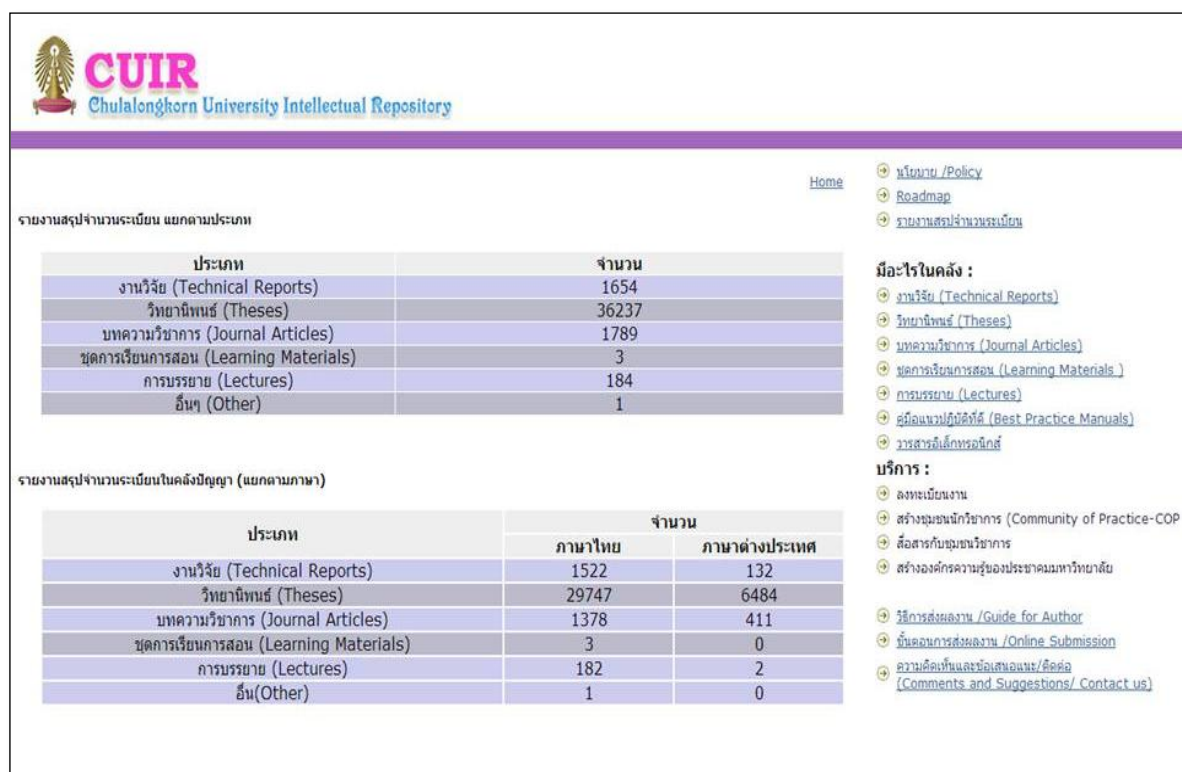 CUIR
Chulalongkorn University Intellectual Repository
Home
รายงานสรุปจำนวนระเบียน แยกตามประเภท
ประเภท จำนวน
งานวิจัย (Technical Reports) 1654
วิทยานิพนธ์ (Theses) 36237
บทความวิชาการ (Journal Articles) 1789
ชุดการเรียนการสอน (Learning Materials) 3
การบรรยาย (Lectures) 184
อื่นๆ (Other) 1
รายงานสรุปจำนวนระเบียนในคลังปัญญา (แยกตามภาษา)
ประเภท จำนวน
ภาษาไทย ภาษาต่างประเทศ
งานวิจัย (Technical Reports) 1522 132
วิทยานิพนธ์ (Theses) 29747 6484
บทความวิชาการ (Journal Articles) 1378 411
ชุดการเรียนการสอน (Learning Materials) 3 0
การบรรยาย (Lectures) 182 2
อื่น(Other) 1 0
นโยบาย /Policy
Roadmap
รายงานสรุปจำนวนระเบียน
มีอะไรในคลัง :
งานวิจัย (Technical Reports)
วิทยานิพนธ์ (Theses)
บทความวิชาการ (Journal Articles)
ชุดการเรียนการสอน (Learning Materials )
การบรรยาย (Lectures)
คู่มือแนวปฏิบัติที่ดี (Best Practice Manuals)
วารสารอิเล็กทรอนิกส์
บริการ :
ลงทะเบียนงาน
สร้างชุมชนนักวิชาการ (Community of Practice-COP
สื่อสารกับชุมชนวิชาการ
สร้างองค์กรความรู้ของประชาคมมหาวิทยาลัย
วิธีการส่งผลงาน /Guide for Author
ขั้นตอนการส่งผลงาน /Online Submission
ความคิดเห็นและข้อเสนอแนะ/ติดต่อ
(Comments and Suggestions/ Contact us)